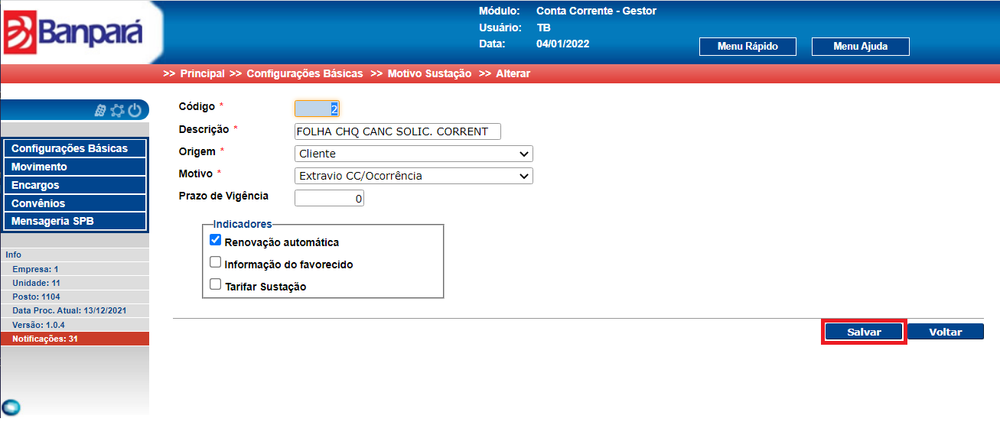 Banpará
Módulo: Conta Corrente - Gestor
Usuário: TB
Data: 04/01/2022
Menu Rápido Menu Ajuda
>> Principal >> Configurações Básicas >> Motivo Sustação >> Alterar
Configurações Básicas
Movimento
Encargos
Convênios
Mensageria SPB
Info
Empresa: 1
Unidade: 11
Posto: 1104
Data Proc. Atual: 13/12/2021
Versão: 1.0.4
Notificações: 31
Código * 2
Descrição * FOLHA CHQ CANC SOLIC. CORRENT
Origem * Cliente
Motivo * Extravio CC/Ocorrência
Prazo de Vigência 0
Indicadores
Renovação automática
Informação do favorecido
Tarifar Sustação
Salvar Voltar